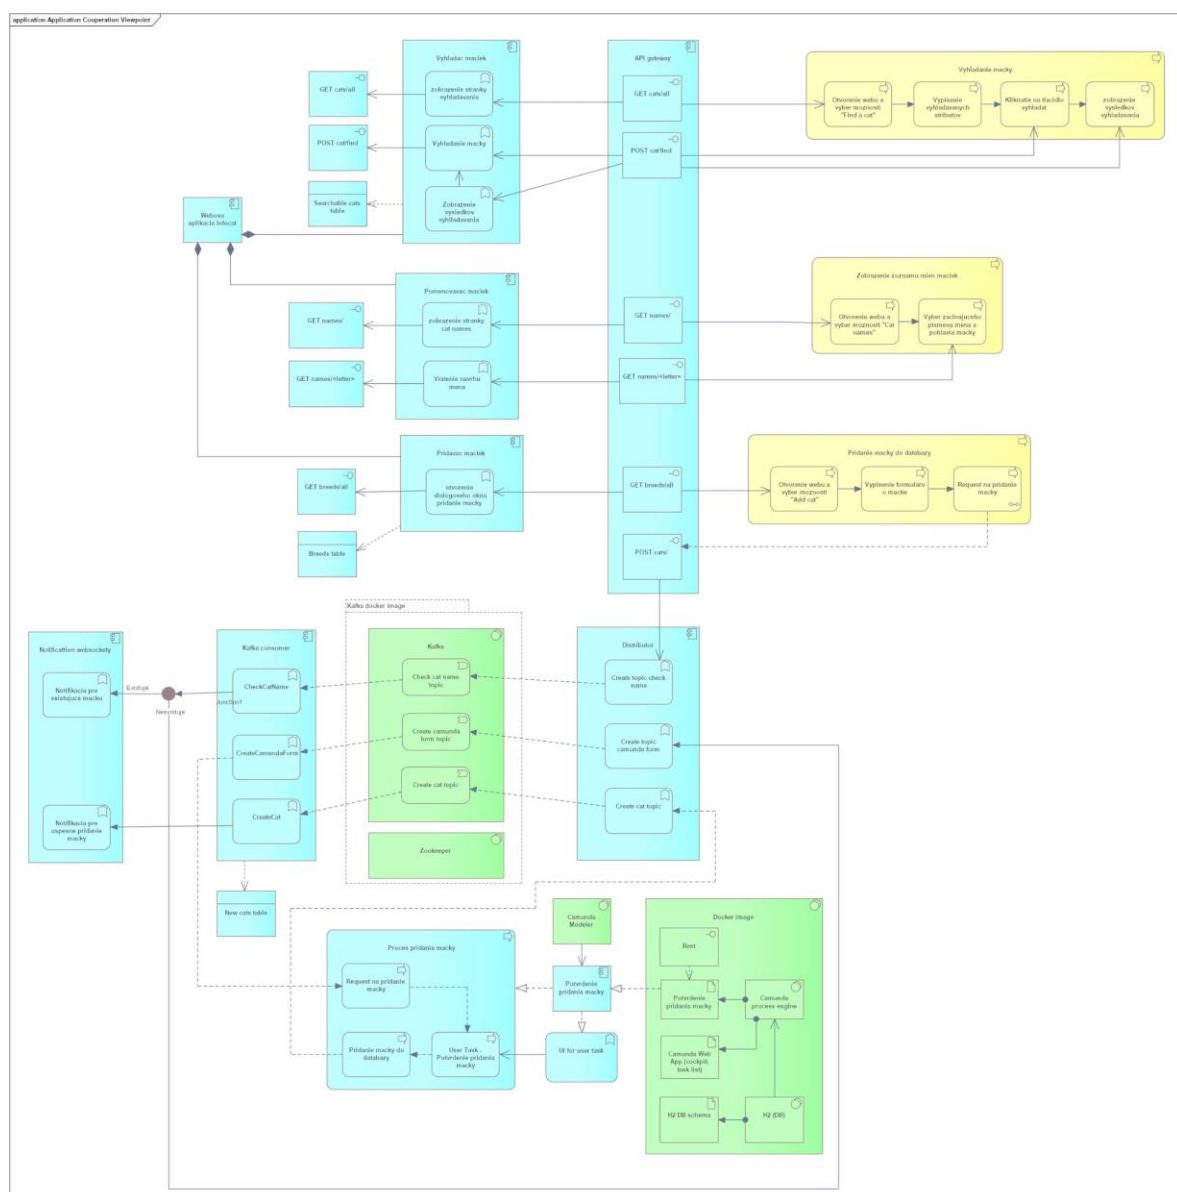 application Application Cooperation Viewpoint
Vyhladac maciek
GET cats/all
zobrazenie stranky
vyhladavania
POST cat/find
Vyhladanie macky
Searchable cats
table
Zobrazenie
vysledkov
vyhlladavania
API gateway
GET cats/all
POST cat/find
Vyhladanie macky
Otvorenie webu a
vyber moznosti
"Find a cat"
Vypisanie
vyhladavanych
atributov
Kliknutie na tlacidlo
vyhladat
zobrazenie
vysledkov
vyhladavania
Webova
aplikacia infocat
Pomenovavac maciek
GET names/
zobrazenie stranky
cat names
GET names/<letter>
Vratenie navrhu
mena
GET names/
GET names/<letter>
Zobrazenie zoznamu mien maciek
Otvorenie webu a
vyber moznosti "Cat
names"
Vyber zacinajuceho
pismena mena a
pohlavia macky
Pridavac maciek
GET breeds/all
otvorenie
dialogoveho okna
pridanie macky
Breeds table
GET breeds/all
POST cats/
Pridanie macky do databazy
Otvorenie webu a
vyber moznosti
"Add cat"
Vyplnenie formularu
o macke
Request na pridanie
macky
Kafka docker image
Notification websockety
Notifikacia pre
existujuce macku
Notifikacia pre
uspesne pridanie
macky
Existuje
Neexistuje
Junction1
Kafka consumer
CheckCatName
CreateCamundaForm
CreateCat
New cats table
Kafka
Check cat name
topic
Create camunda
form topic
Create cat topic
Zookeeper
Distributor
Create topic check
name
Create topic
camunda form
Create cat topic
Proces pridania macky
Request na pridanie
macky
Pridanie macky do
databazy
User Task -
Potvrdenie pridania
macky
Camunda
Modeler
Potvrdenie
pridania macky
UI for user task
Docker image
Rest
Potvrdenie
pridania macky
Camunda
process engine
Camunda Web
App (cockpit,
task list)
H2 DB schema
H2 (DB)